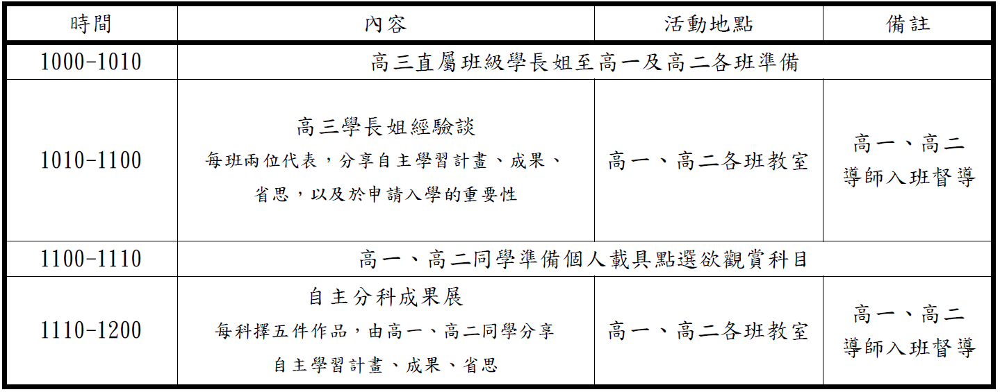 時間 內容 活動地點 備註
1000-1010 高三直屬班級學長姐至高一及高二各班準備
1010-1100
高三學長姐經驗談
每班兩位代表，分享自主學習計畫、成果、
省思，以及於申請入學的重要性
高一、高二各班教室
高一、高二
導師入班督導
1100-1110 高一、高二同學準備個人載具點選欲觀賞科目
1110-1200
自主分科成果展
每科擇五件作品，由高一、高二同學分享
自主學習計畫、成果、省思
高一、高二各班教室
高一、高二
導師入班督導